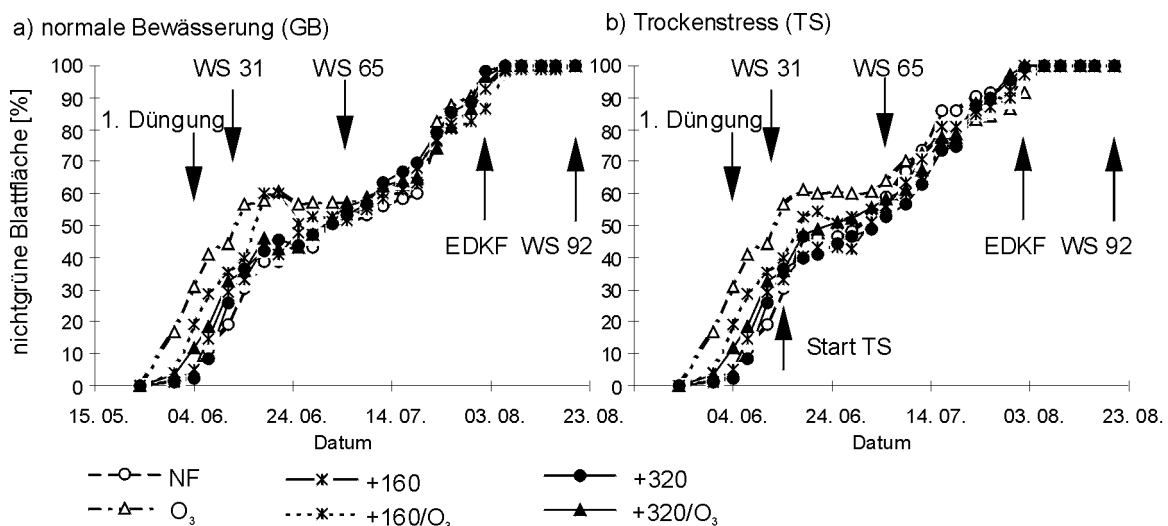 a) normale Bewässerung (GB)
b) Trockenstress (TS)
nichtgrüne Blattfläche [%]
100
90
80
70
60
50
40
30
20
10
0
WS 31
WS 65
1. Düngung
EDKF
WS 92
15. 05.
04. 06.
24. 06.
14. 07.
03. 08.
23. 08.
Datum
100
90
80
70
60
50
40
30
20
10
0
WS 31
WS 65
1. Düngung
EDKF
WS 92
Start TS
04. 06.
24. 06.
14. 07.
03. 08.
23. 08.
Datum
NF
+160
+320
O₃
+160/O₃
+320/O₃